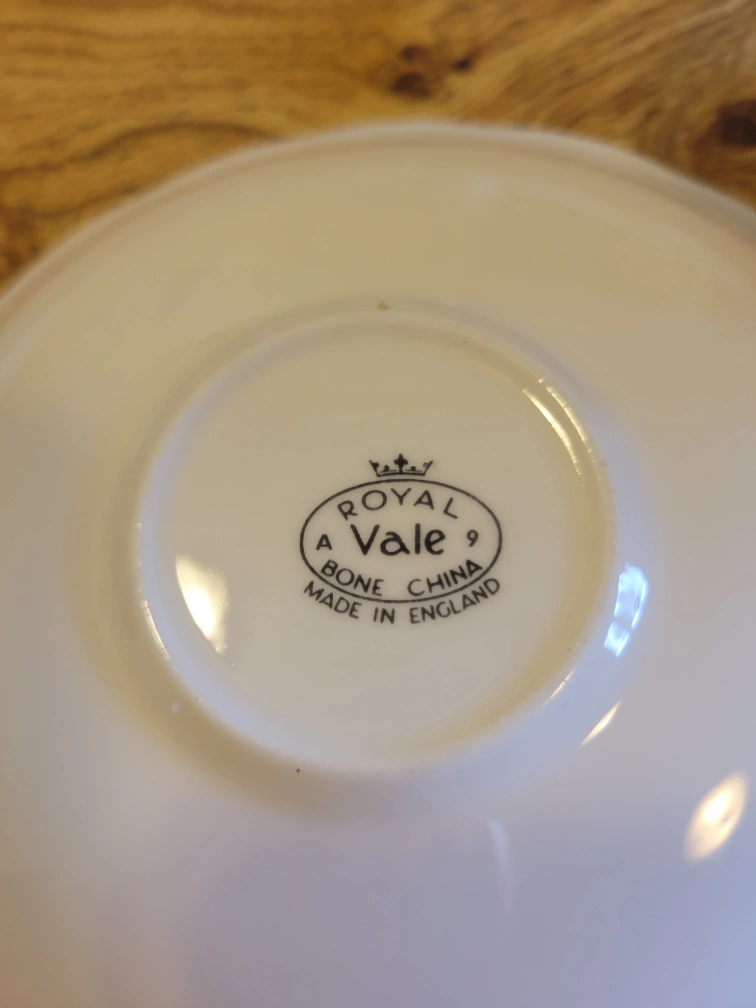 ROYAL
A Vale 9
BONE CHINA
MADE IN ENGLAND